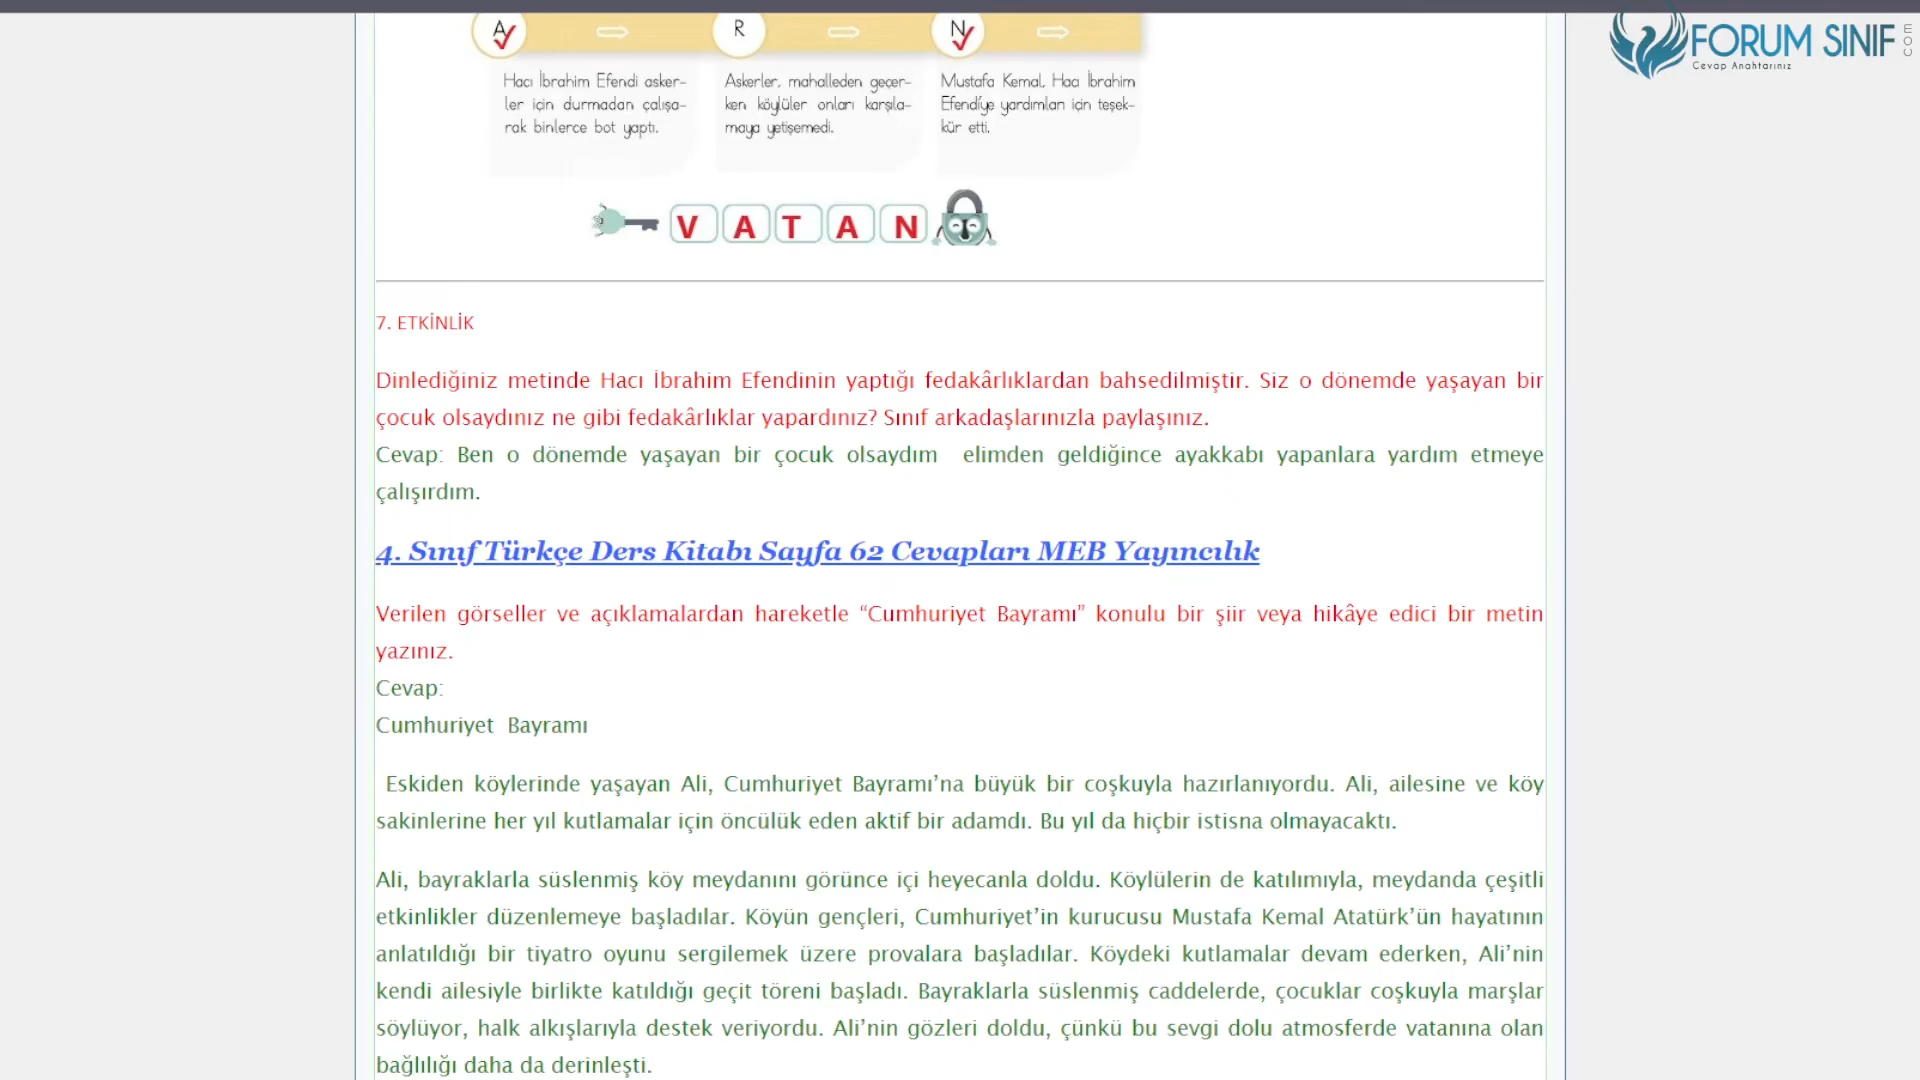 A R N
FORUM SINIF
.com
Cevap Anahtarınız
Hacı İbrahim Efendi asker-
ler için durmadan çalışa-
rak binlerce bot yaptı.
Askerler, mahalleden geçer-
ken köylüler onları karşıla-
maya yetişemedi.
Mustafa Kemal, Hacı İbrahim
Efendi'ye yardımları için teşek-
kür etti.
V A T A N
7. ETKİNLİK
Dinlediğiniz metinde Hacı İbrahim Efendinin yaptığı fedakârlıklardan bahsedilmiştir. Siz o dönemde yaşayan bir
çocuk olsaydınız ne gibi fedakârlıklar yapardınız? Sınıf arkadaşlarınızla paylaşınız.
Cevap: Ben o dönemde yaşayan bir çocuk olsaydım elimden geldiğince ayakkabı yapanlara yardım etmeye
çalışırdım.
4. Sınıf Türkçe Ders Kitabı Sayfa 62 Cevapları MEB Yayıncılık
Verilen görseller ve açıklamalardan hareketle “Cumhuriyet Bayramı” konulu bir şiir veya hikâye edici bir metin
yazınız.
Cevap:
Cumhuriyet Bayramı
Eskiden köylerinde yaşayan Ali, Cumhuriyet Bayramı’na büyük bir coşkuyla hazırlanıyordu. Ali, ailesine ve köy
sakinlerine her yıl kutlamalar için öncülük eden aktif bir adamdı. Bu yıl da hiçbir istisna olmayacaktı.
Ali, bayraklarla süslenmiş köy meydanını görünce içi heyecanla doldu. Köylülerin de katılımıyla, meydanda çeşitli
etkinlikler düzenlemeye başladılar. Köyün gençleri, Cumhuriyet’in kurucusu Mustafa Kemal Atatürk’ün hayatının
anlatıldığı bir tiyatro oyunu sergilemek üzere provalara başladılar. Köydeki kutlamalar devam ederken, Ali’nin
kendi ailesiyle birlikte katıldığı geçit töreni başladı. Bayraklarla süslenmiş caddelerde, çocuklar coşkuyla marşlar
söylüyor, halk alkışlarıyla destek veriyordu. Ali’nin gözleri doldu, çünkü bu sevgi dolu atmosferde vatanına olan
bağlılığı daha da derinleşti.